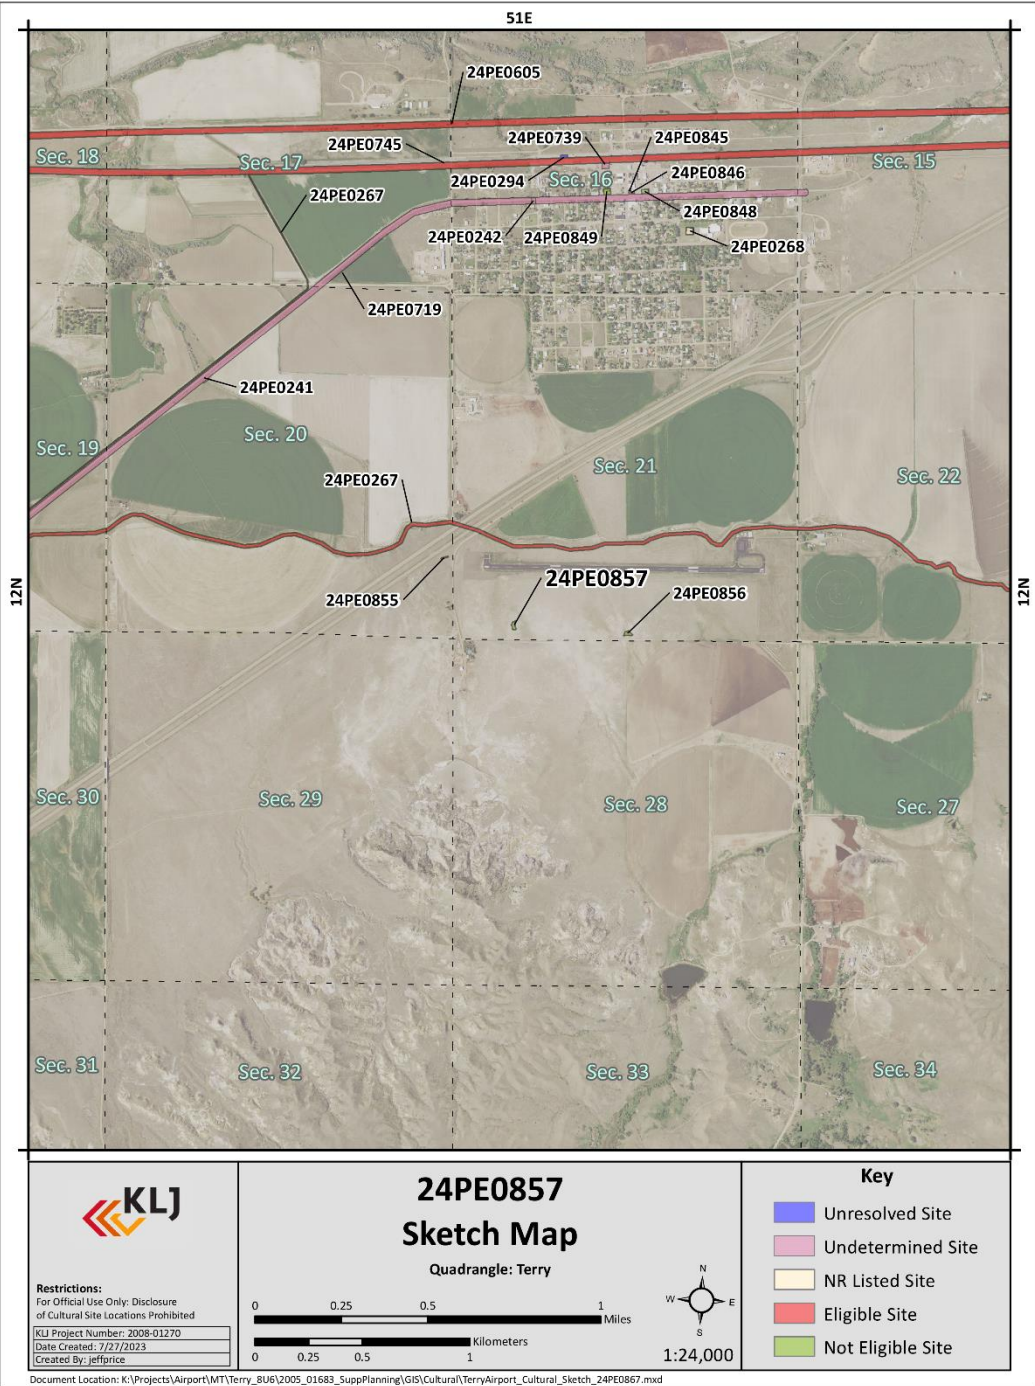 51E
24PE0605
24PE0739
24PE0845
24PE0745
Sec. 18
Sec. 17
Sec. 15
24PE0294
Sec. 16
24PE0846
24PE0267
24PE0848
24PE0242
24PE0849
24PE0268
24PE0719
24PE0241
Sec. 19
Sec. 20
Sec. 21
Sec. 22
24PE0267
12N
24PE0857
24PE0855
24PE0856
12N
Sec. 30
Sec. 29
Sec. 28
Sec. 27
Sec. 31
Sec. 32
Sec. 33
Sec. 34
KLJ
Restrictions:
For Official Use Only: Disclosure
of Cultural Site Locations Prohibited
KLJ Project Number: 2008-01270
Date Created: 7/27/2023
Created By: jeffprice
24PE0857
Sketch Map
Quadrangle: Terry
0 0.25 0.5 1
Miles
Kilometers
0 0.25 0.5 1
N
W E
S
1:24,000
Key
Unresolved Site
Undetermined Site
NR Listed Site
Eligible Site
Not Eligible Site
Document Location: K:\Projects\Airport\MT\Terry_8U6\2005_01683_SuppPlanning\GIS\Cultural\TerryAirport_Cultural_Sketch_24PE0867.mxd